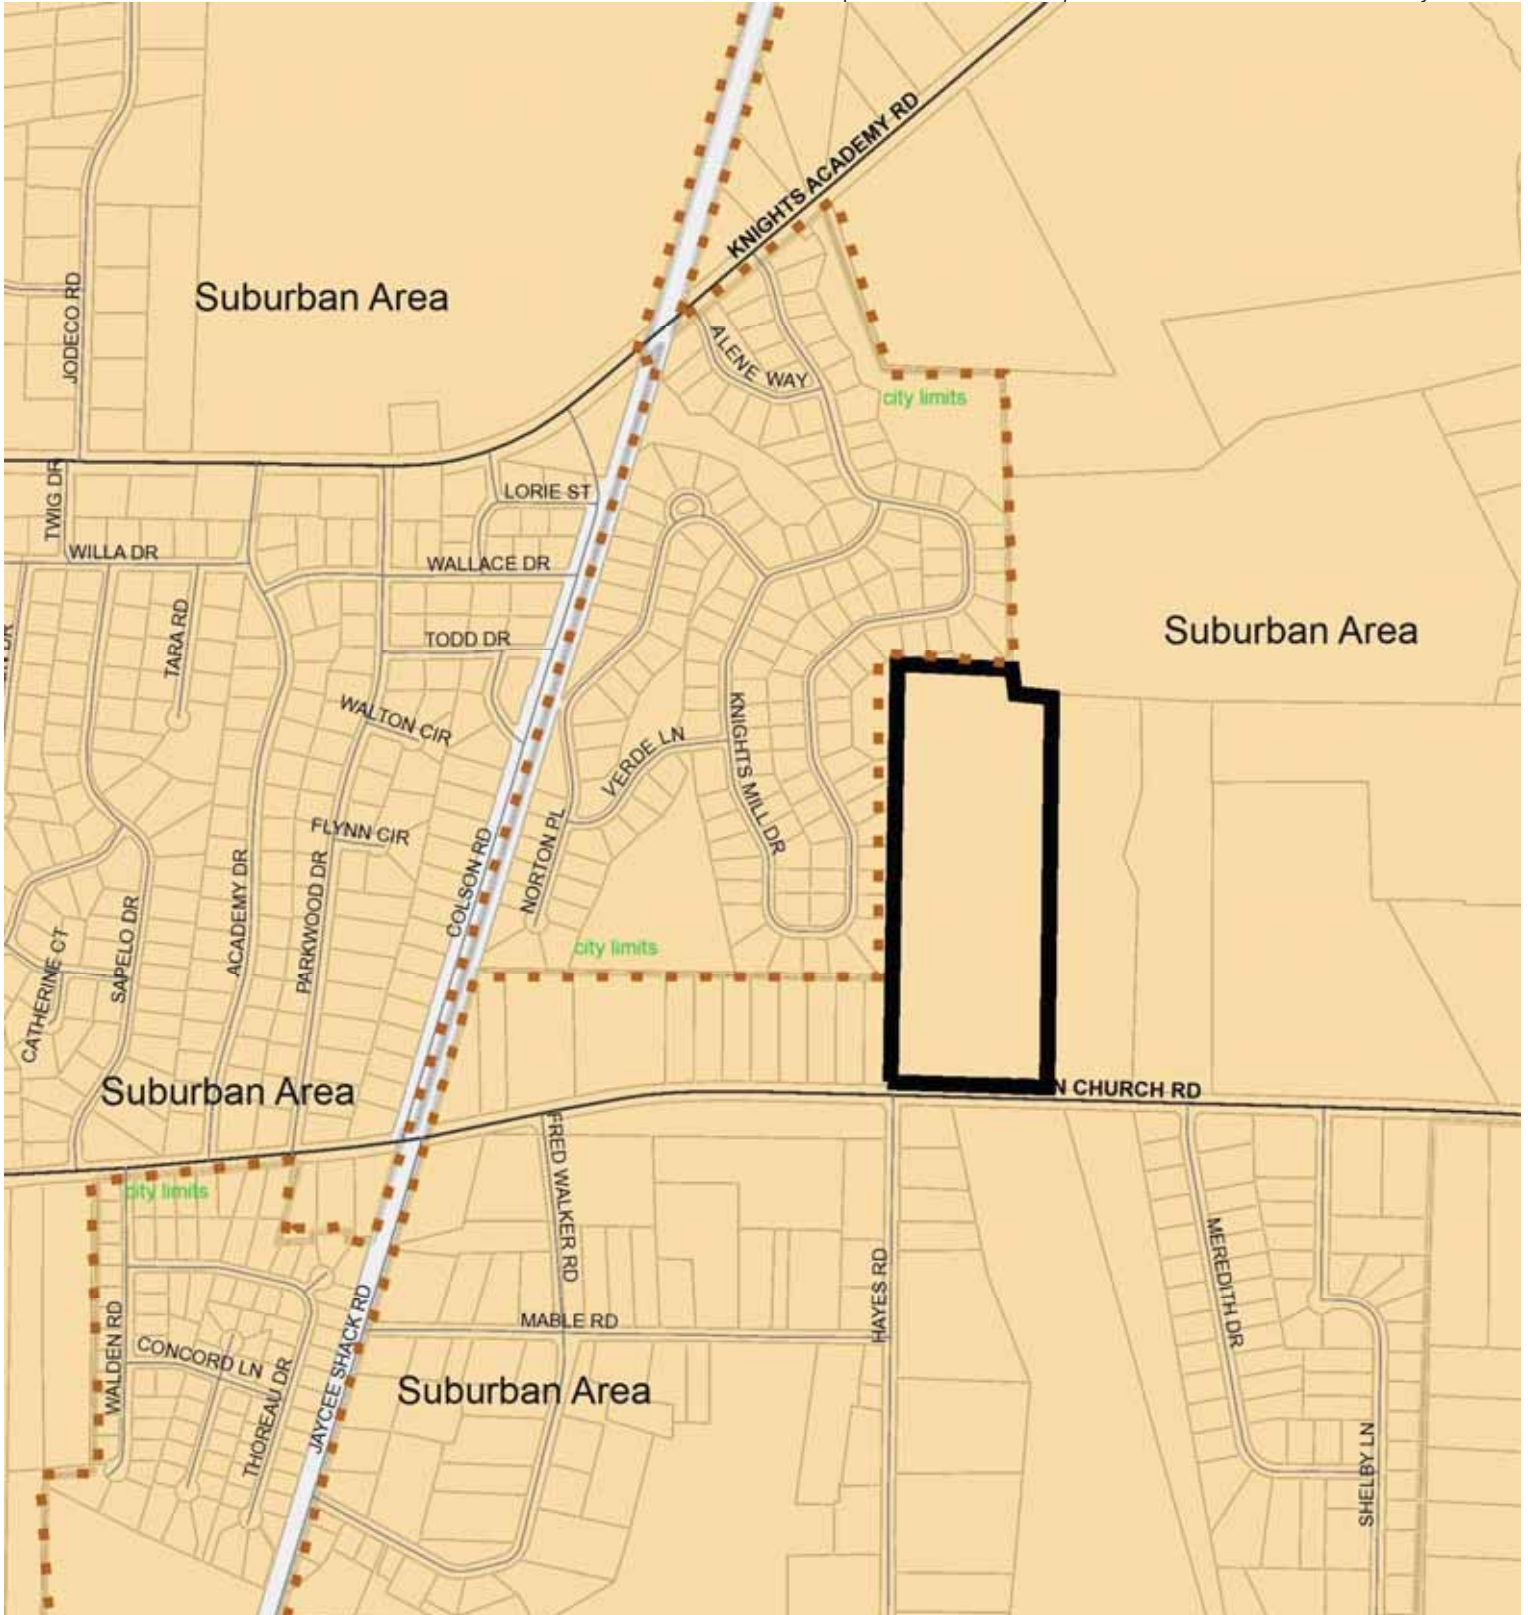 KNIGHTS ACADEMY RD
Suburban Area
JODECO RD
ALENE WAY
city limits
TWIG DR
LORIE ST
WILLA DR
WALLACE DR
TARA RD
TODD DR
Suburban Area
WALTON CIR
VERDE LN
KNIGHTS MILL DR
FLYNN CIR
NORTON PL
COLSON RD
ACADEMY DR
PARKWOOD DR
SAPELO DR
CATHERINE CT
city limits
Suburban Area
N CHURCH RD
city limits
FRED WALKER RD
MEREDITH DR
HAYES RD
MABLE RD
WALDEN RD
CONCORD LN
THOREAU DR
JAYCEE SHACK RD
Suburban Area
SHELBY LN